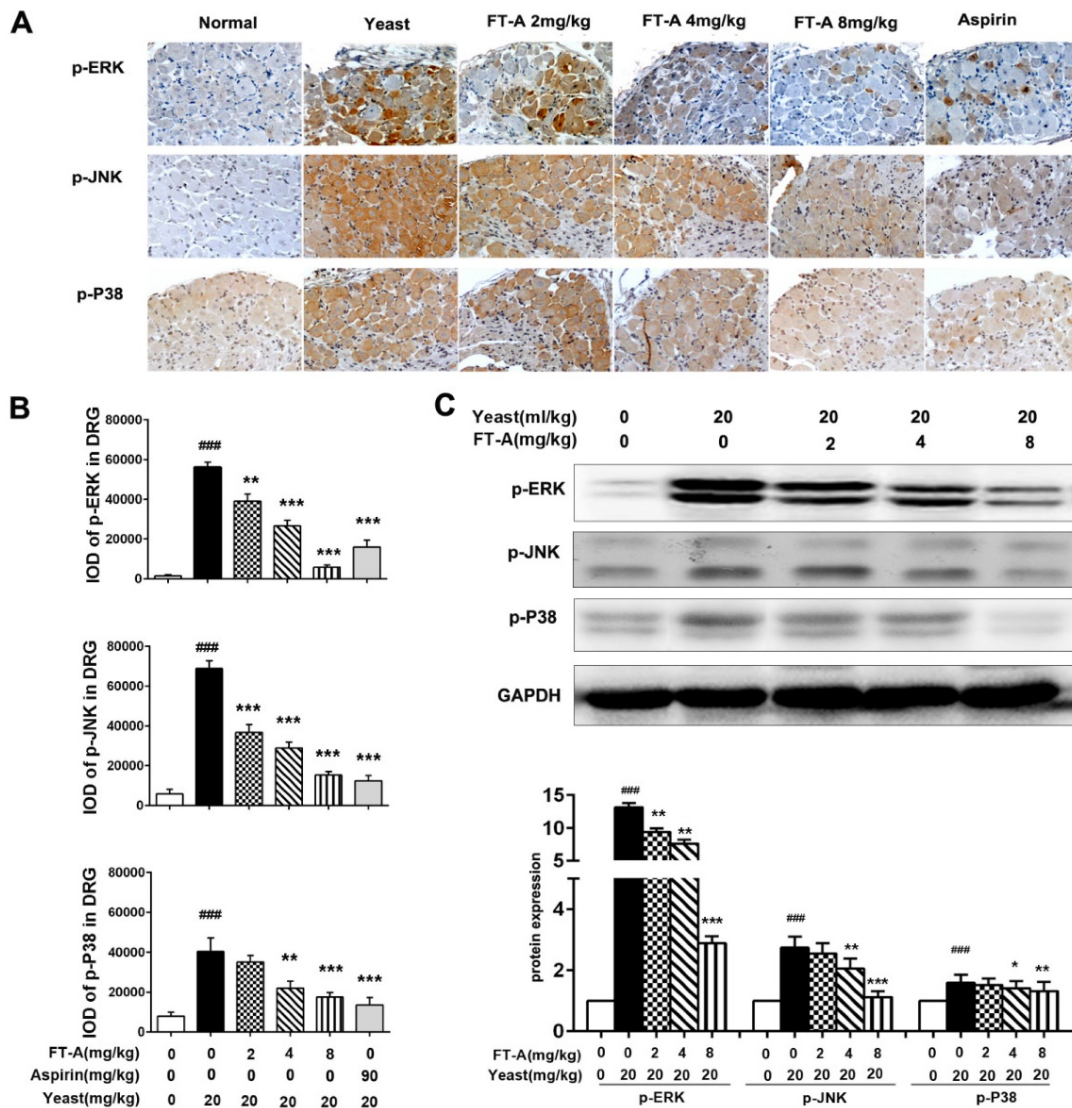 A
Normal Yeast FT-A 2mg/kg FT-A 4mg/kg FT-A 8mg/kg Aspirin
p-ERK
p-JNK
p-P38
B
IOD of p-ERK in DRG
80000
60000
40000
20000
0
###
**
***
***
***
IOD of p-JNK in DRG
80000
60000
40000
20000
0
###
***
***
***
***
IOD of p-P38 in DRG
80000
60000
40000
20000
0
###
**
***
***
FT-A(mg/kg) 0 0 2 4 8 0
Aspirin(mg/kg) 0 0 0 0 0 90
Yeast(mg/kg) 0 20 20 20 20 20
C
Yeast(ml/kg) 0 20 20 20 20
FT-A(mg/kg) 0 0 2 4 8
p-ERK
p-JNK
p-P38
GAPDH
protein expression
15
10
5
4
2
0
###
**
**
***
###
**
***
###
*
**
FT-A(mg/kg) 0 0 2 4 8 0 0 2 4 8 0 0 2 4 8
Yeast(mg/kg) 0 20 20 20 20 0 20 20 20 20 0 20 20 20 20
p-ERK p-JNK p-P38